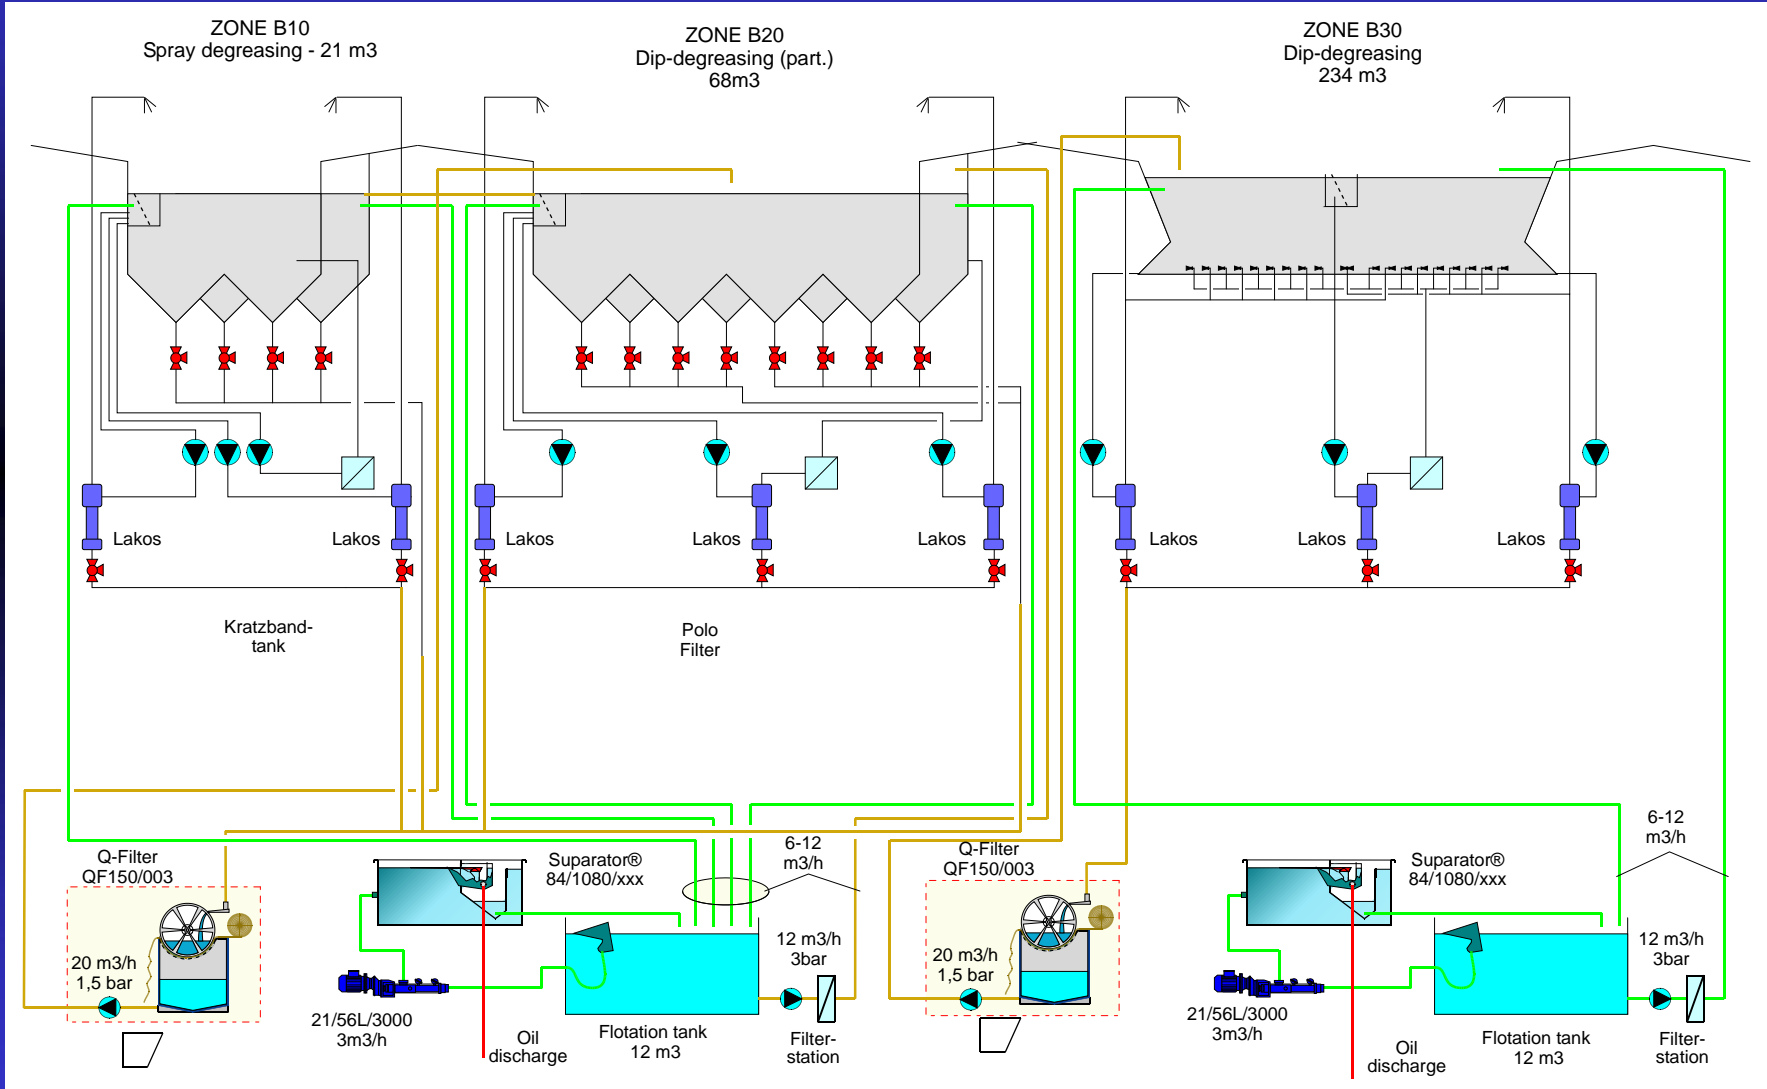 ZONE B10
Spray degreasing - 21 m3
ZONE B20
Dip-degreasing (part.)
68m3
ZONE B30
Dip-degreasing
234 m3
Lakos
Lakos
Lakos
Lakos
Lakos
Lakos
Lakos
Lakos
Kratzband-
tank
Polo
Filter
Q-Filter
QF150/003
20 m3/h
1,5 bar
Suparator®
84/1080/xxx
21/56L/3000
3m3/h
Oil
discharge
6-12
m3/h
Flotation tank
12 m3
12 m3/h
3bar
Filter-
station
Q-Filter
QF150/003
20 m3/h
1,5 bar
Suparator®
84/1080/xxx
21/56L/3000
3m3/h
Oil
discharge
6-12
m3/h
Flotation tank
12 m3
12 m3/h
3bar
Filter-
station